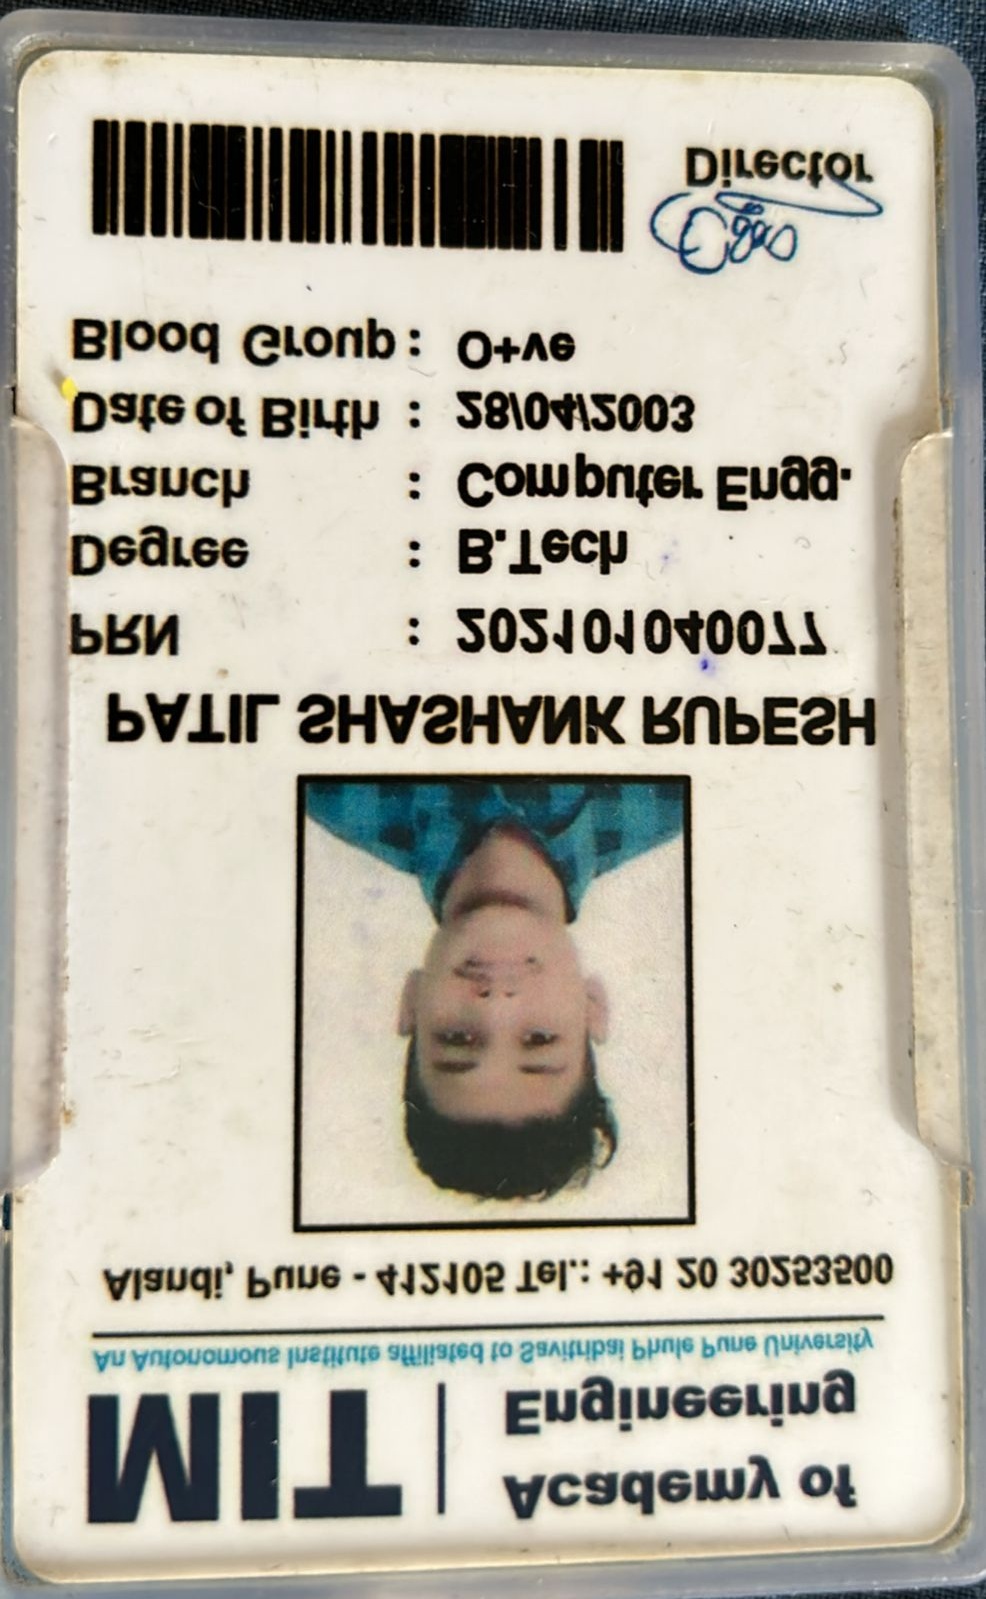 MIT
Academy of
Engineering
An Autonomous Institute affiliated to Savitribai Phule Pune University
Alandi, Pune - 412105 Tel.: +91 20 30253500
PATIL SHASHANK RUPESH
PRN : 202101040077
Degree : B.Tech
Branch : Computer Engg.
Date of Birth : 28/04/2003
Blood Group : O+ve
Director